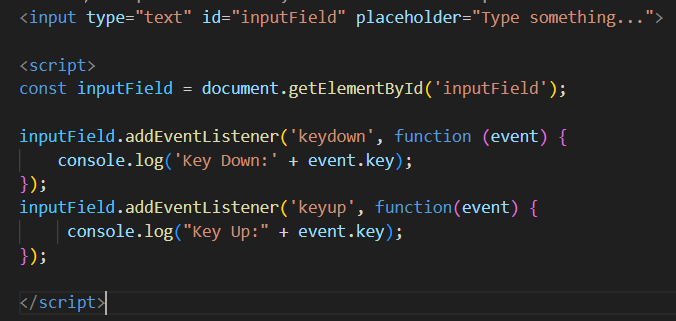 <input type="text" id="inputField" placeholder="Type something...">
<script>
const inputField = document.getElementById('inputField');
inputField.addEventListener('keydown', function (event) {
    console.log('Key Down:' + event.key);
});
inputField.addEventListener('keyup', function(event) {
     console.log("Key Up:" + event.key);
});
</script>